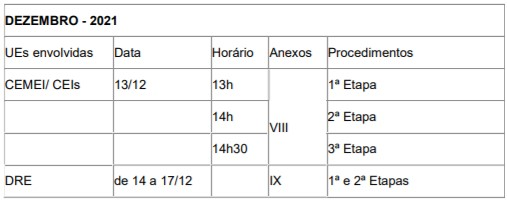 DEZEMBRO - 2021
UEs envolvidas Data Horário Anexos Procedimentos
CEMEI/ CEIs 13/12 13h VIII 1ª Etapa
14h 2ª Etapa
14h30 3ª Etapa
DRE de 14 a 17/12 IX 1ª e 2ª Etapas